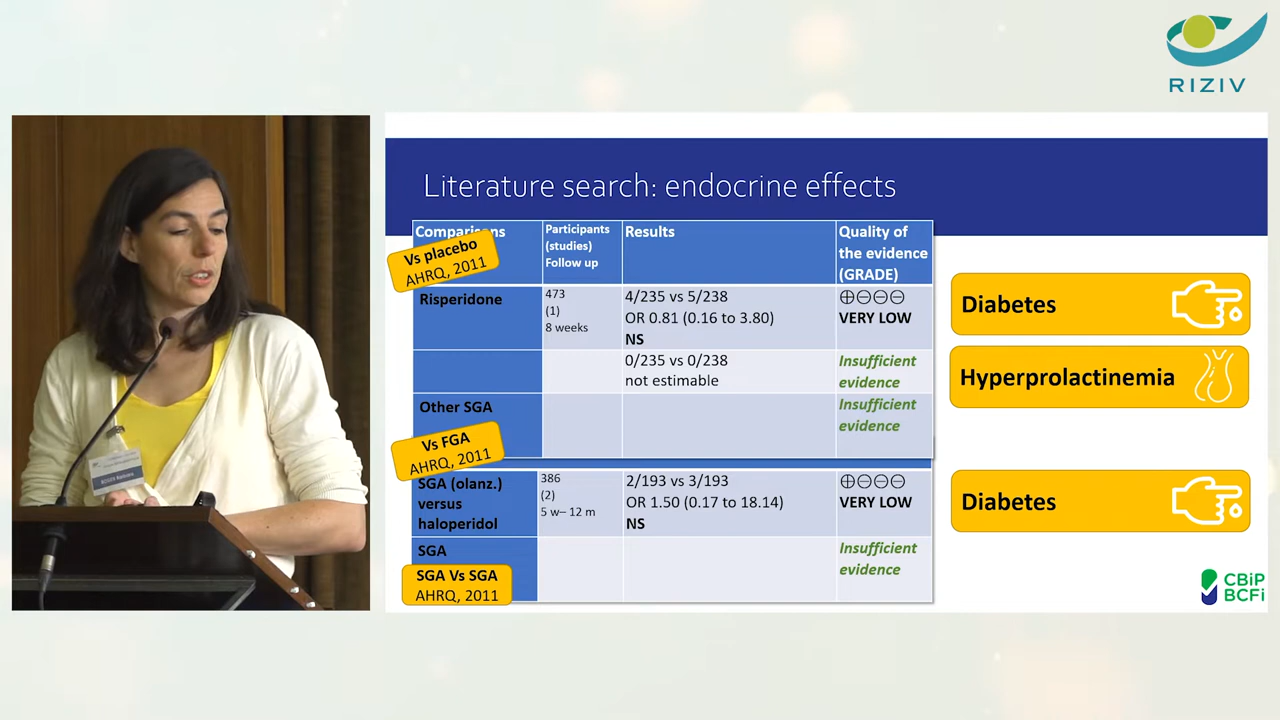 RIZIV
Literature search: endocrine effects
Comparisons
Participants
(studies)
Follow up
Results
Quality of
the evidence
(GRADE)
Vs placebo
AHRQ, 2011
Risperidone
473
(1)
8 weeks
4/235 vs 5/238
OR 0.81 (0.16 to 3.80)
NS
⊕⊖⊖⊖
VERY LOW
Diabetes
0/235 vs 0/238
not estimable
Insufficient
evidence
Hyperprolactinemia
Other SGA
Insufficient
evidence
Vs FGA
AHRQ, 2011
SGA (olanz.)
versus
haloperidol
386
(2)
5 w– 12 m
2/193 vs 3/193
OR 1.50 (0.17 to 18.14)
NS
⊕⊖⊖⊖
VERY LOW
Diabetes
SGA
Insufficient
evidence
SGA Vs SGA
AHRQ, 2011
CBiP
BCFi